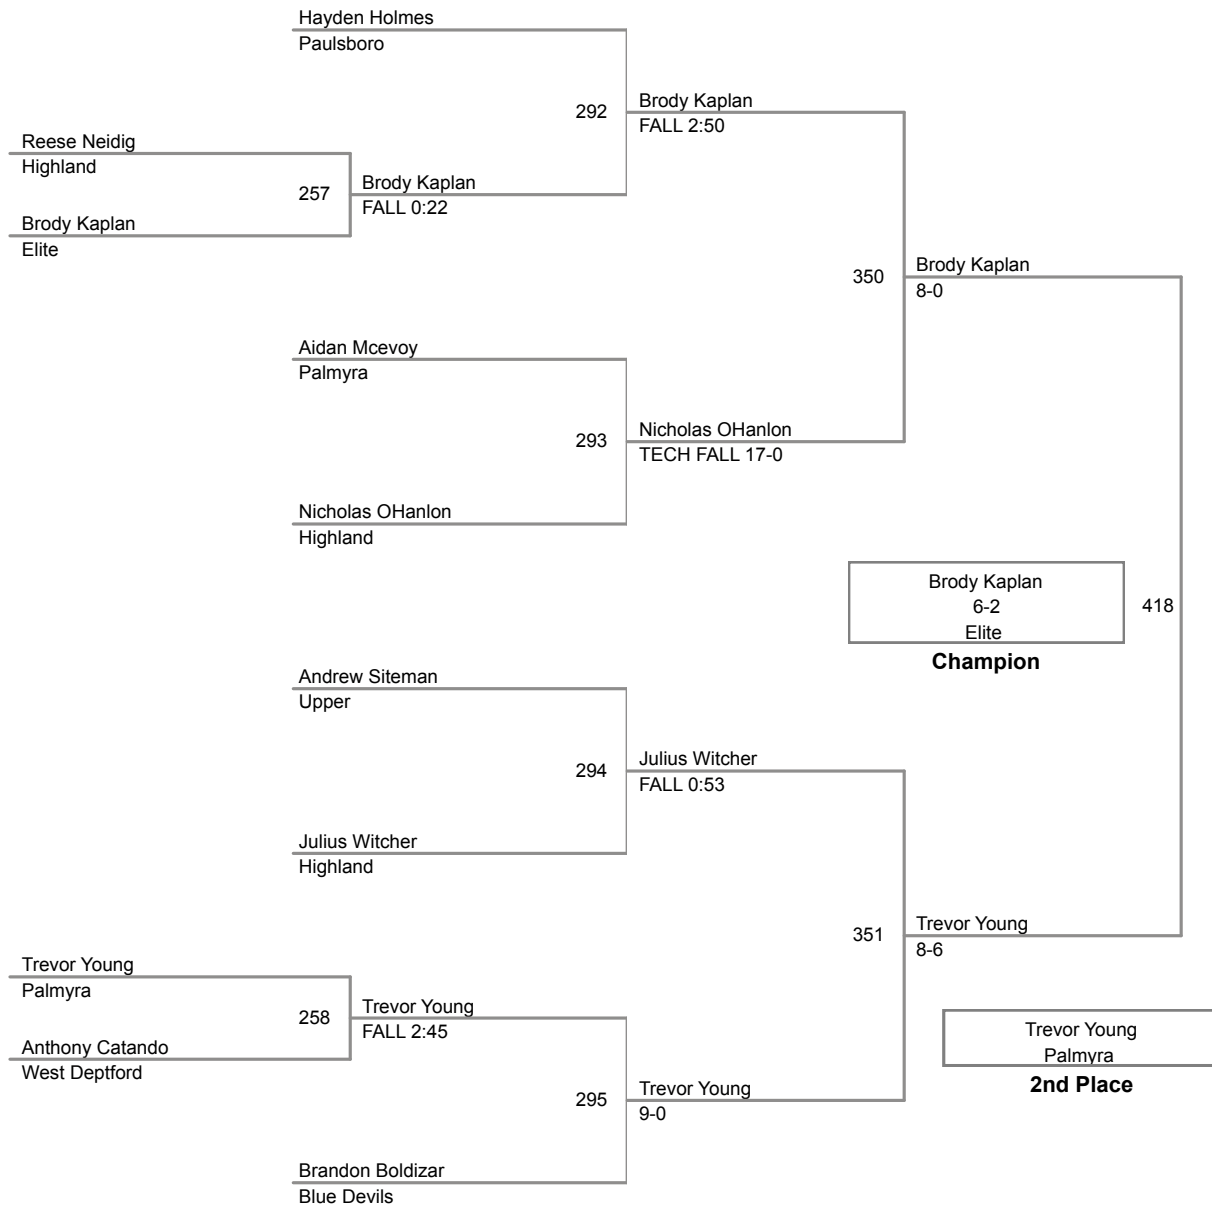 Hayden Holmes
Paulsboro
292
Brody Kaplan
FALL 2:50
Reese Neidig
Highland
257
Brody Kaplan
FALL 0:22
Brody Kaplan
Elite
350
Brody Kaplan
8-0
Aidan Mcevoy
Palmyra
293
Nicholas OHanlon
TECH FALL 17-0
Nicholas OHanlon
Highland
Brody Kaplan
6-2
Elite
Champion
418
Andrew Siteman
Upper
294
Julius Witcher
FALL 0:53
Julius Witcher
Highland
351
Trevor Young
8-6
Trevor Young
Palmyra
258
Trevor Young
FALL 2:45
Anthony Catando
West Deptford
Trevor Young
Palmyra
2nd Place
295
Trevor Young
9-0
Brandon Boldizar
Blue Devils